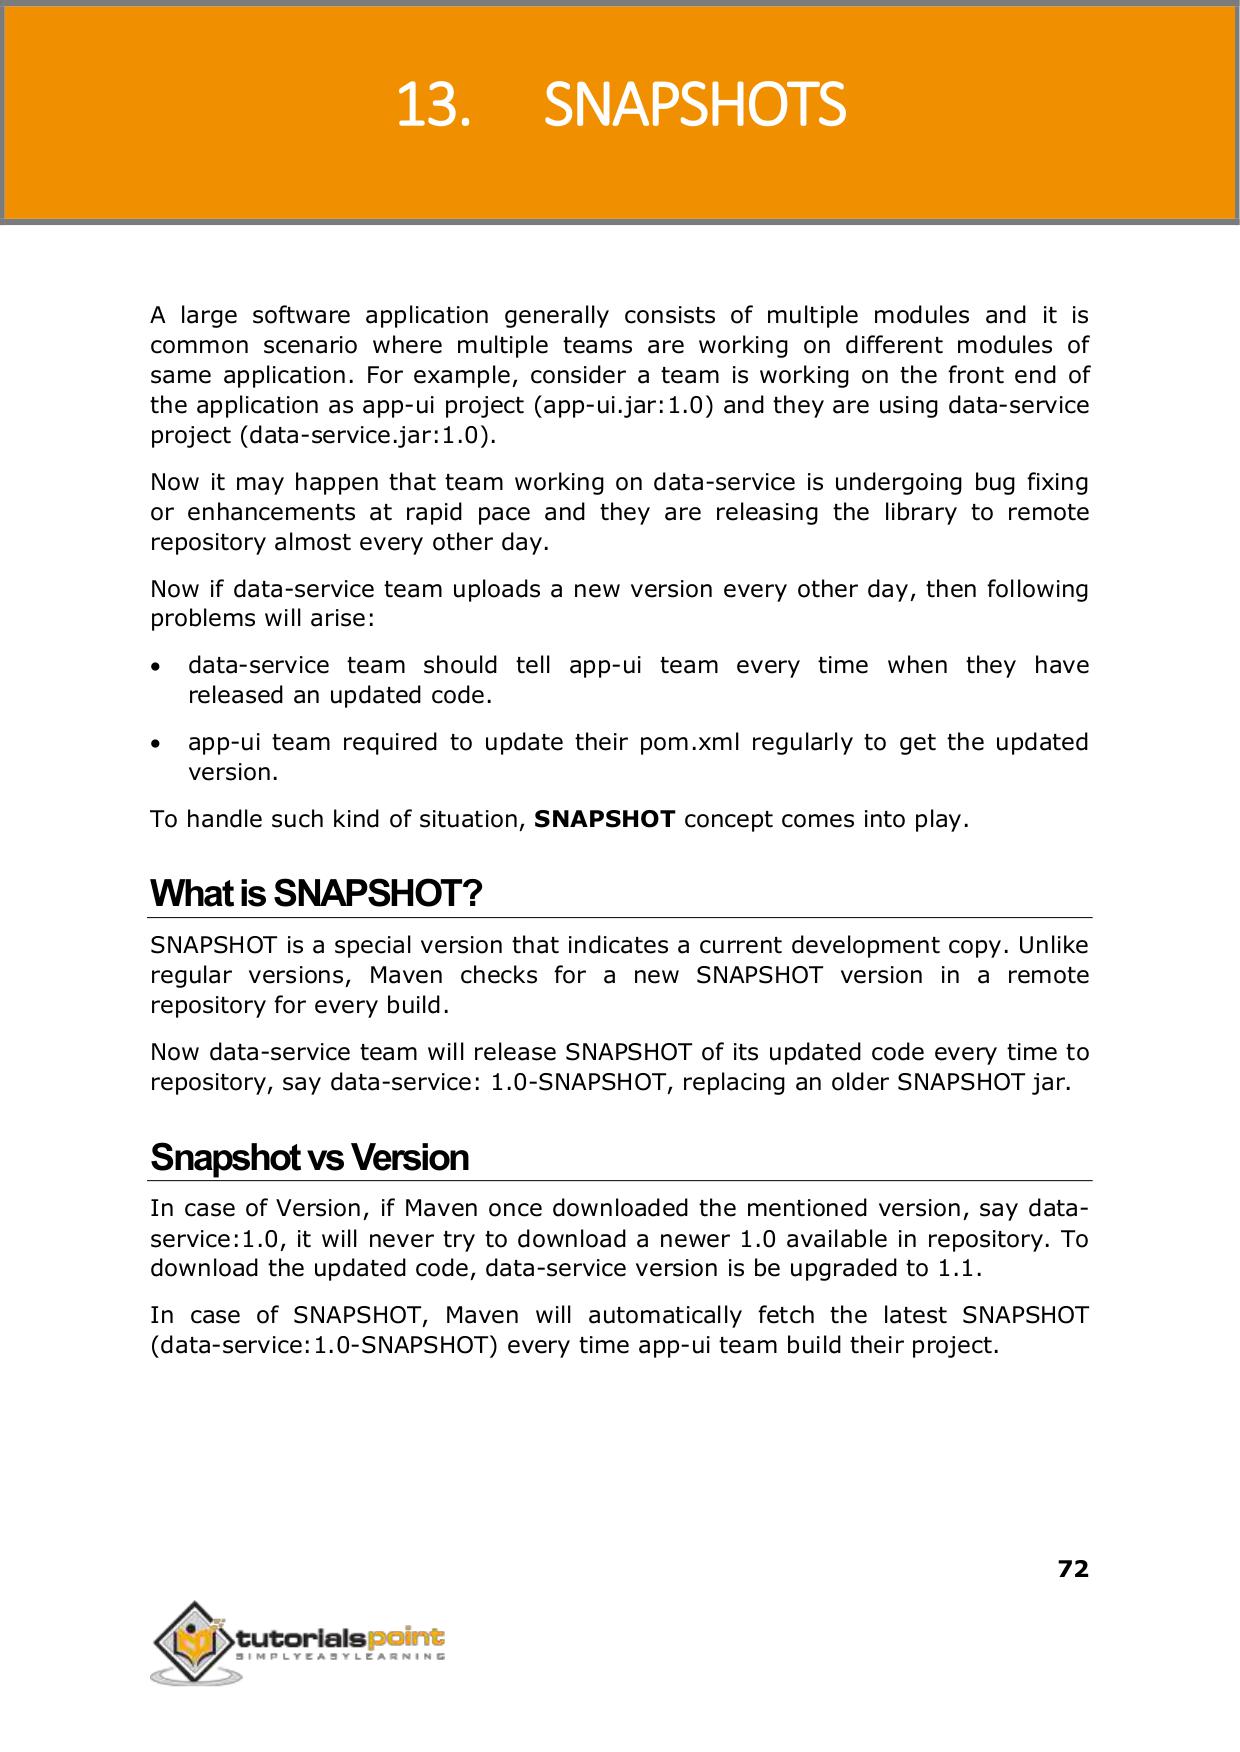 13. SNAPSHOTS
A large software application generally consists of multiple modules and it is
common scenario where multiple teams are working on different modules of
same application. For example, consider a team is working on the front end of
the application as app-ui project (app-ui.jar:1.0) and they are using data-service
project (data-service.jar:1.0).
Now it may happen that team working on data-service is undergoing bug fixing
or enhancements at rapid pace and they are releasing the library to remote
repository almost every other day.
Now if data-service team uploads a new version every other day, then following
problems will arise:
• data-service team should tell app-ui team every time when they have
released an updated code.
• app-ui team required to update their pom.xml regularly to get the updated
version.
To handle such kind of situation, SNAPSHOT concept comes into play.
What is SNAPSHOT?
SNAPSHOT is a special version that indicates a current development copy. Unlike
regular versions, Maven checks for a new SNAPSHOT version in a remote
repository for every build.
Now data-service team will release SNAPSHOT of its updated code every time to
repository, say data-service: 1.0-SNAPSHOT, replacing an older SNAPSHOT jar.
Snapshot vs Version
In case of Version, if Maven once downloaded the mentioned version, say data-
service:1.0, it will never try to download a newer 1.0 available in repository. To
download the updated code, data-service version is be upgraded to 1.1.
In case of SNAPSHOT, Maven will automatically fetch the latest SNAPSHOT
(data-service:1.0-SNAPSHOT) every time app-ui team build their project.
72
tutorialspoint
SIMPLYEASYLEARNING